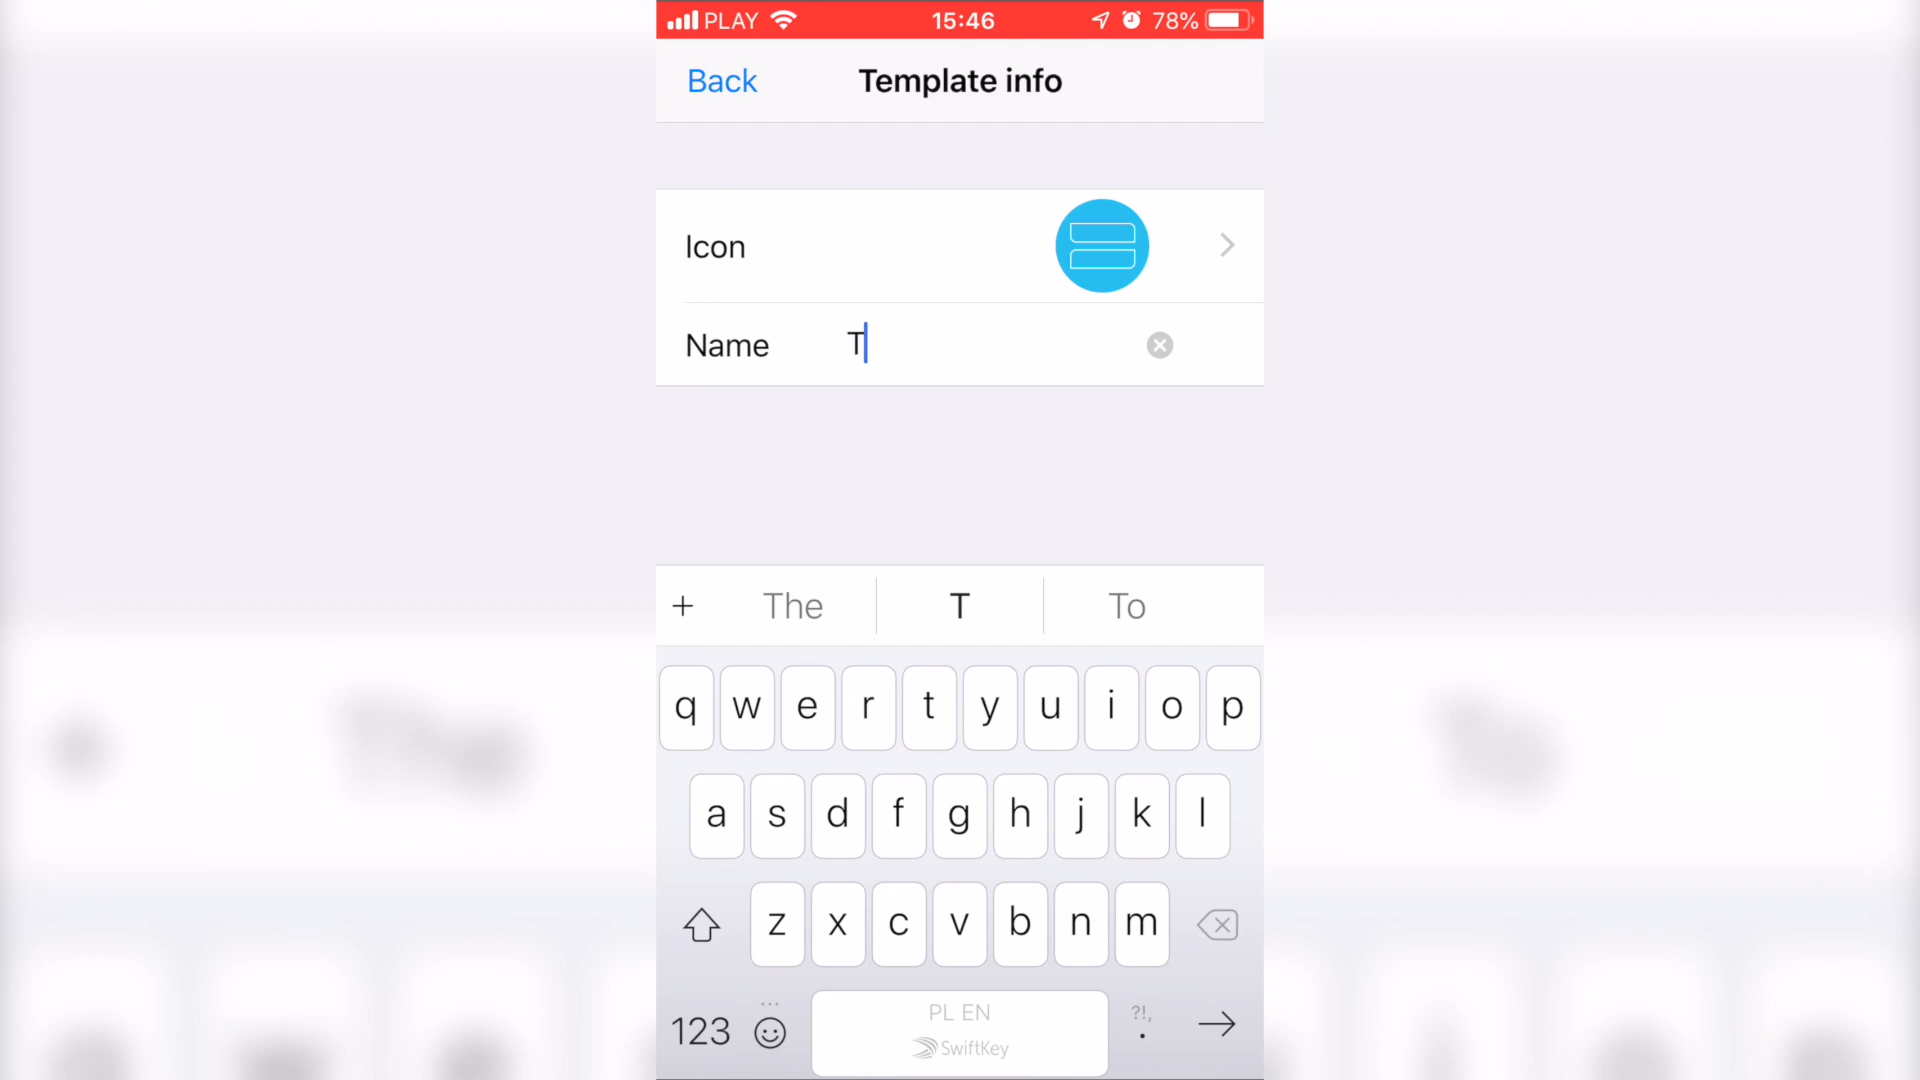 PLAY 15:46 78%
Back Template info
Icon
Name T
+ The T To
q w e r t y u i o p
a s d f g h j k l
z x c v b n m
PL EN ?!,
123 SwiftKey .